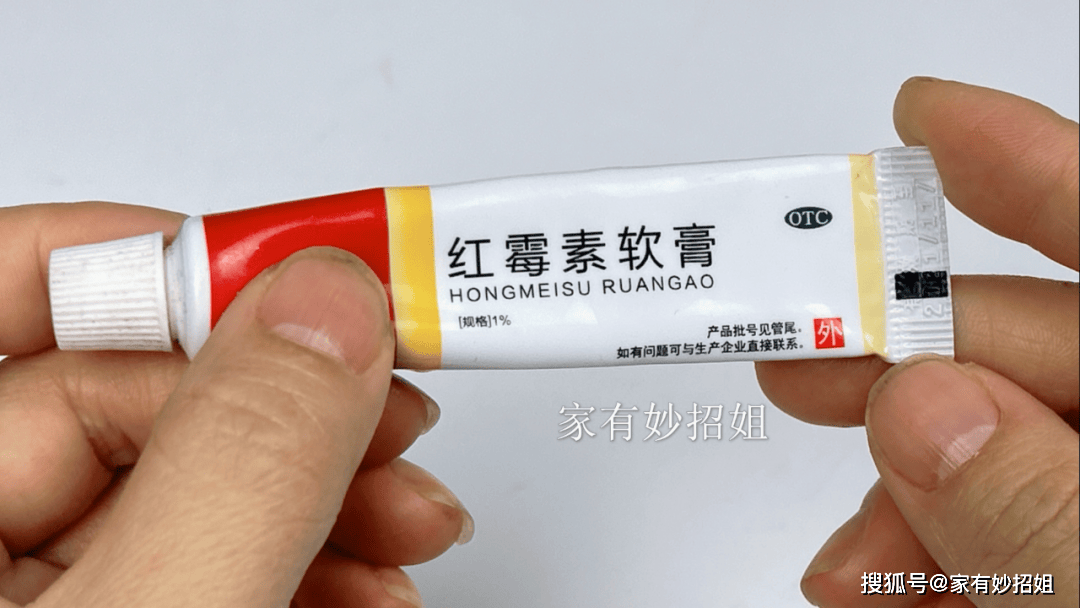 OTC
红霉素软膏
HONGMEISU RUANGAO
[规格]1%
产品批号见管尾。
如有问题可与生产企业直接联系。
外
家有妙招姐
搜狐号@家有妙招姐